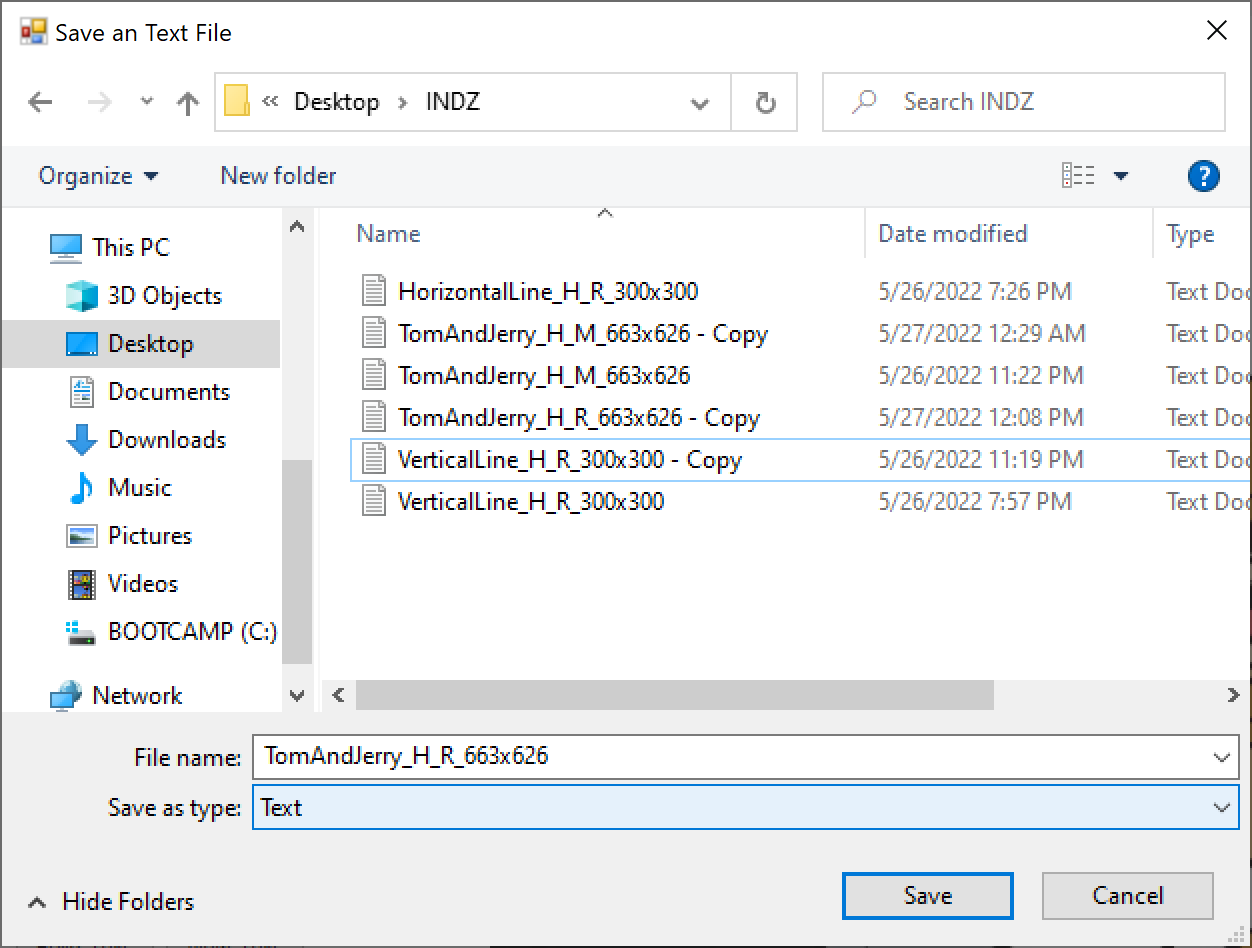 Save an Text File
« Desktop > INDZ
Search INDZ
Organize
New folder
?
Name
Date modified
Type
This PC
3D Objects
Desktop
Documents
Downloads
Music
Pictures
Videos
BOOTCAMP (C:)
Network
HorizontalLine_H_R_300x300 5/26/2022 7:26 PM Text Doc
TomAndJerry_H_M_663x626 - Copy 5/27/2022 12:29 AM Text Doc
TomAndJerry_H_M_663x626 5/26/2022 11:22 PM Text Doc
TomAndJerry_H_R_663x626 - Copy 5/27/2022 12:08 PM Text Doc
VerticalLine_H_R_300x300 - Copy 5/26/2022 11:19 PM Text Doc
VerticalLine_H_R_300x300 5/26/2022 7:57 PM Text Doc
File name: TomAndJerry_H_R_663x626
Save as type: Text
Hide Folders
Save
Cancel